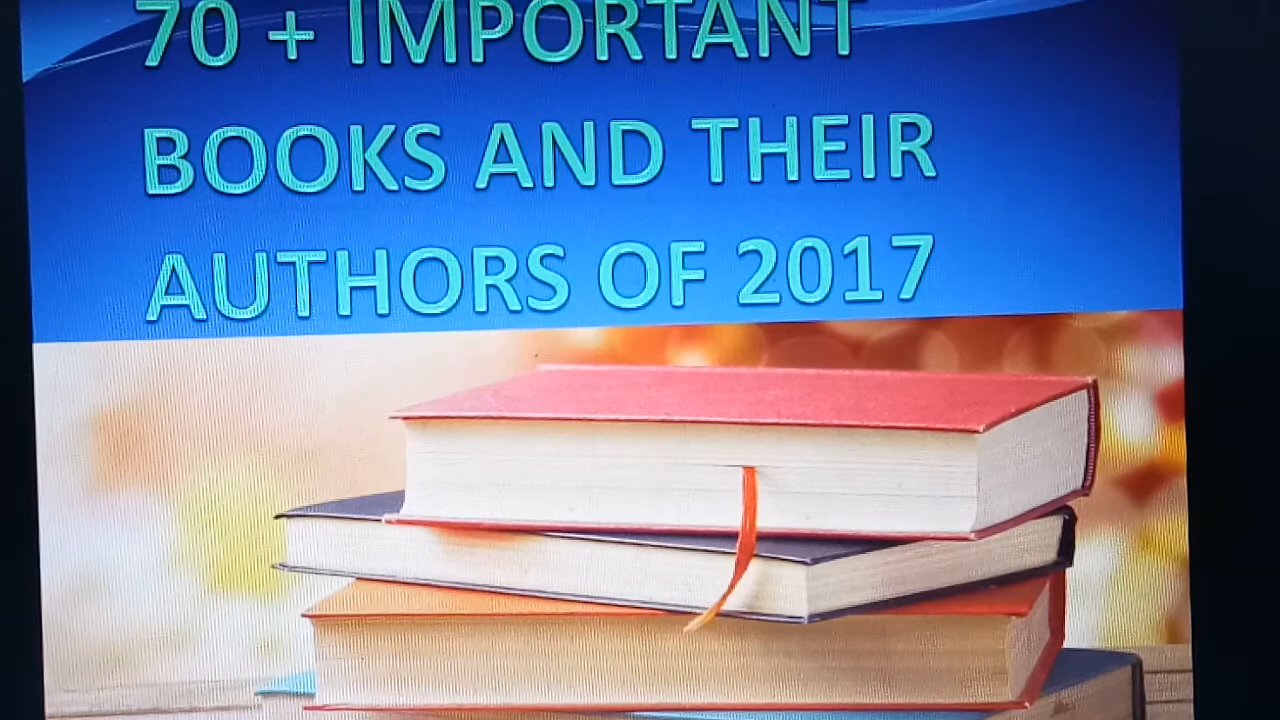 70 + IMPORTANT
BOOKS AND THEIR
AUTHORS OF 2017